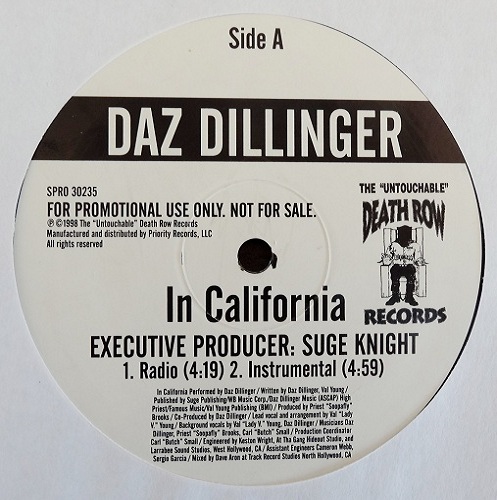 Side A
DAZ DILLINGER
SPRO 30235
FOR PROMOTIONAL USE ONLY. NOT FOR SALE.
℗ ©1998 The "Untouchable" Death Row Records
Manufactured and distributed by Priority Records, LLC
All rights reserved
THE "UNTOUCHABLE"
DEATH ROW
RECORDS
In California
EXECUTIVE PRODUCER: SUGE KNIGHT
1. Radio (4:19) 2. Instrumental (4:59)
In California Performed by Daz Dillinger / Written by Daz Dillinger, Val Young /
Published by Suge Publishing/WB Music Corp./Daz Dillinger Music (ASCAP) High
Priest/Famous Music/Val Young Publishing (BMI) / Produced by Priest "Soopafly"
Brooks / Co-Produced by Daz Dillinger / Lead vocal and arrangement by Val "Lady
V." Young / Background vocals by Val "Lady V." Young, Daz Dillinger / Musicians Daz
Dillinger, Priest "Soopafly" Brooks, Carl "Butch" Small / Production Coordinator
Carl "Butch" Small / Engineered by Keston Wright, At Tha Gang Hideout Studio, and
Larrabee Sound Studios, West Hollywood, CA / Assistant Engineers Cameron Webb,
Sergio Garcia / Mixed by Dave Aron at Track Record Studios North Hollywood, CA